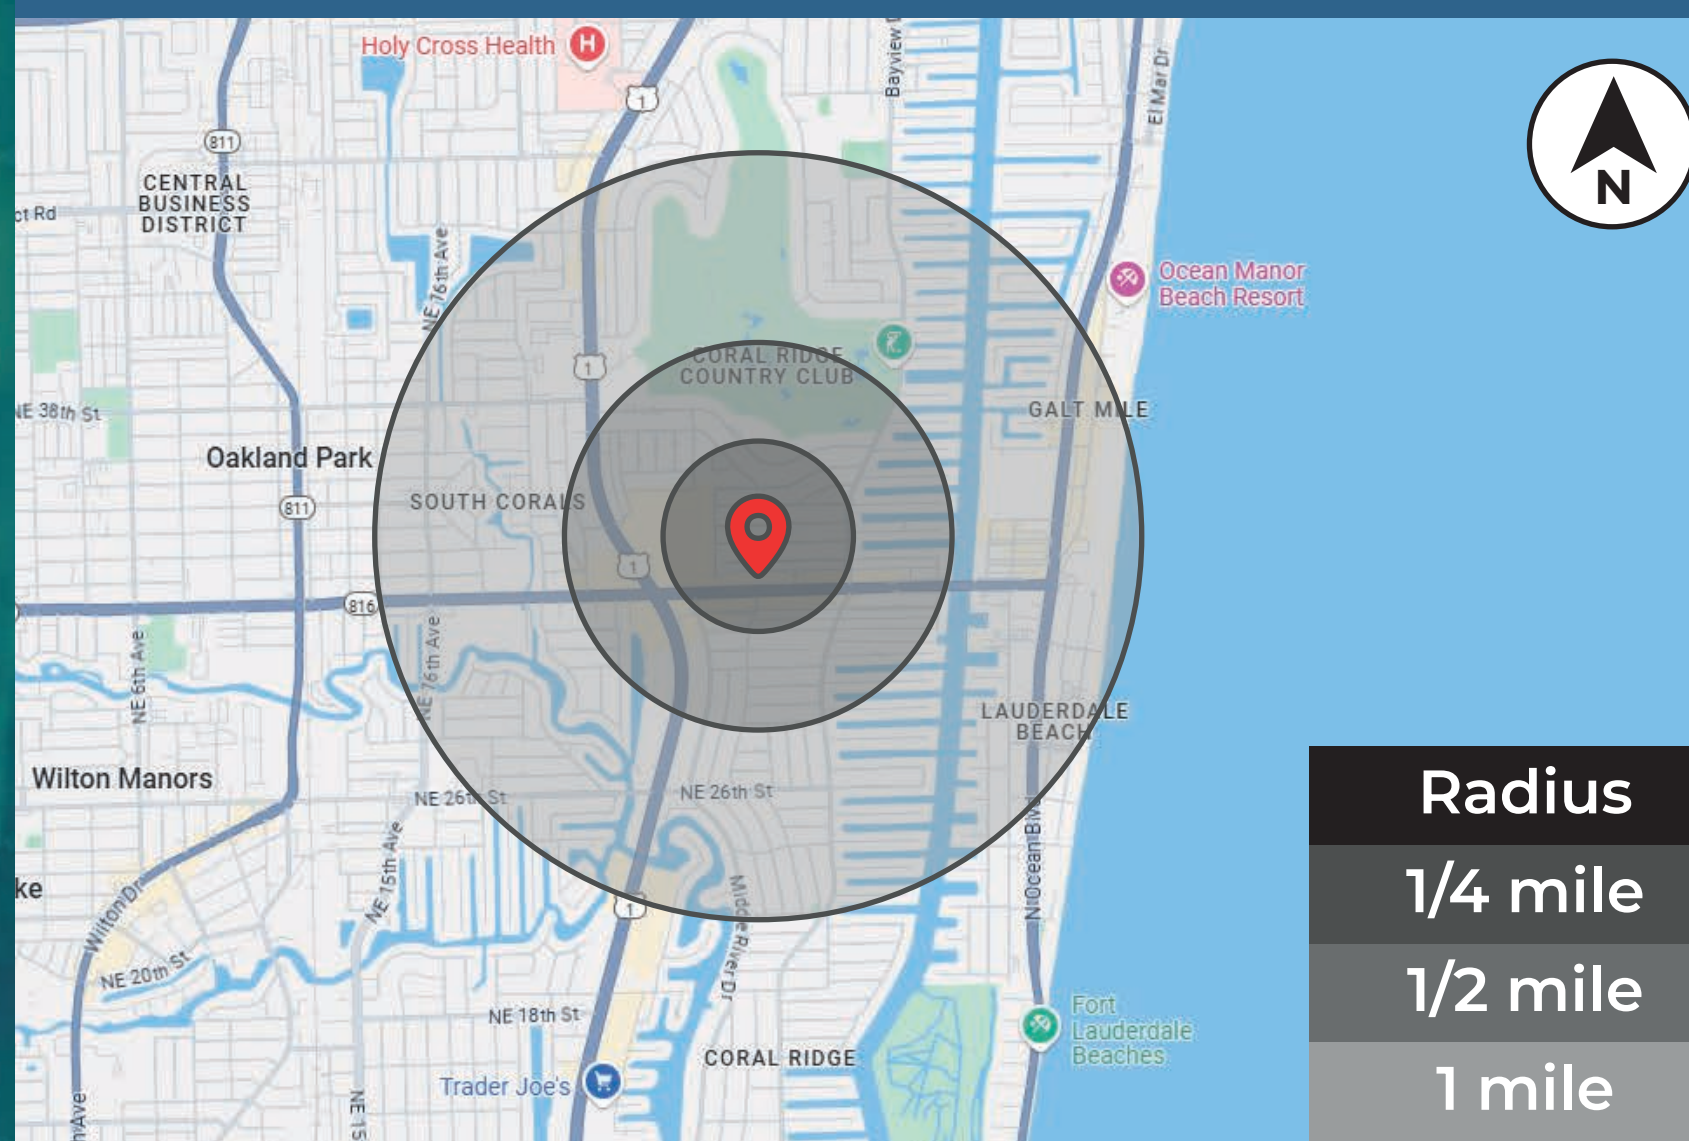 Holy Cross Health
H
1
Bayview D
El Mar Dr
N
811
CENTRAL
BUSINESS
DISTRICT
ct Rd
NE 16th Ave
Ocean Manor
Beach Resort
1
CORAL RIDGE
COUNTRY CLUB
NE 38th St
GALT MILE
Oakland Park
811
SOUTH CORALS
1
816
NE 6th Ave
NE 16th Ave
LAUDERDALE
BEACH
Wilton Manors
NE 26th St
NE 26th St
NE 15th Ave
N Ocean Blvd
ke
Wilton Dr
1
Middle River Dr
NE 20th St
NE 18th St
Fort
Lauderdale
Beaches
CORAL RIDGE
Trader Joe's
h Ave
NE 15
Radius
1/4 mile
1/2 mile
1 mile